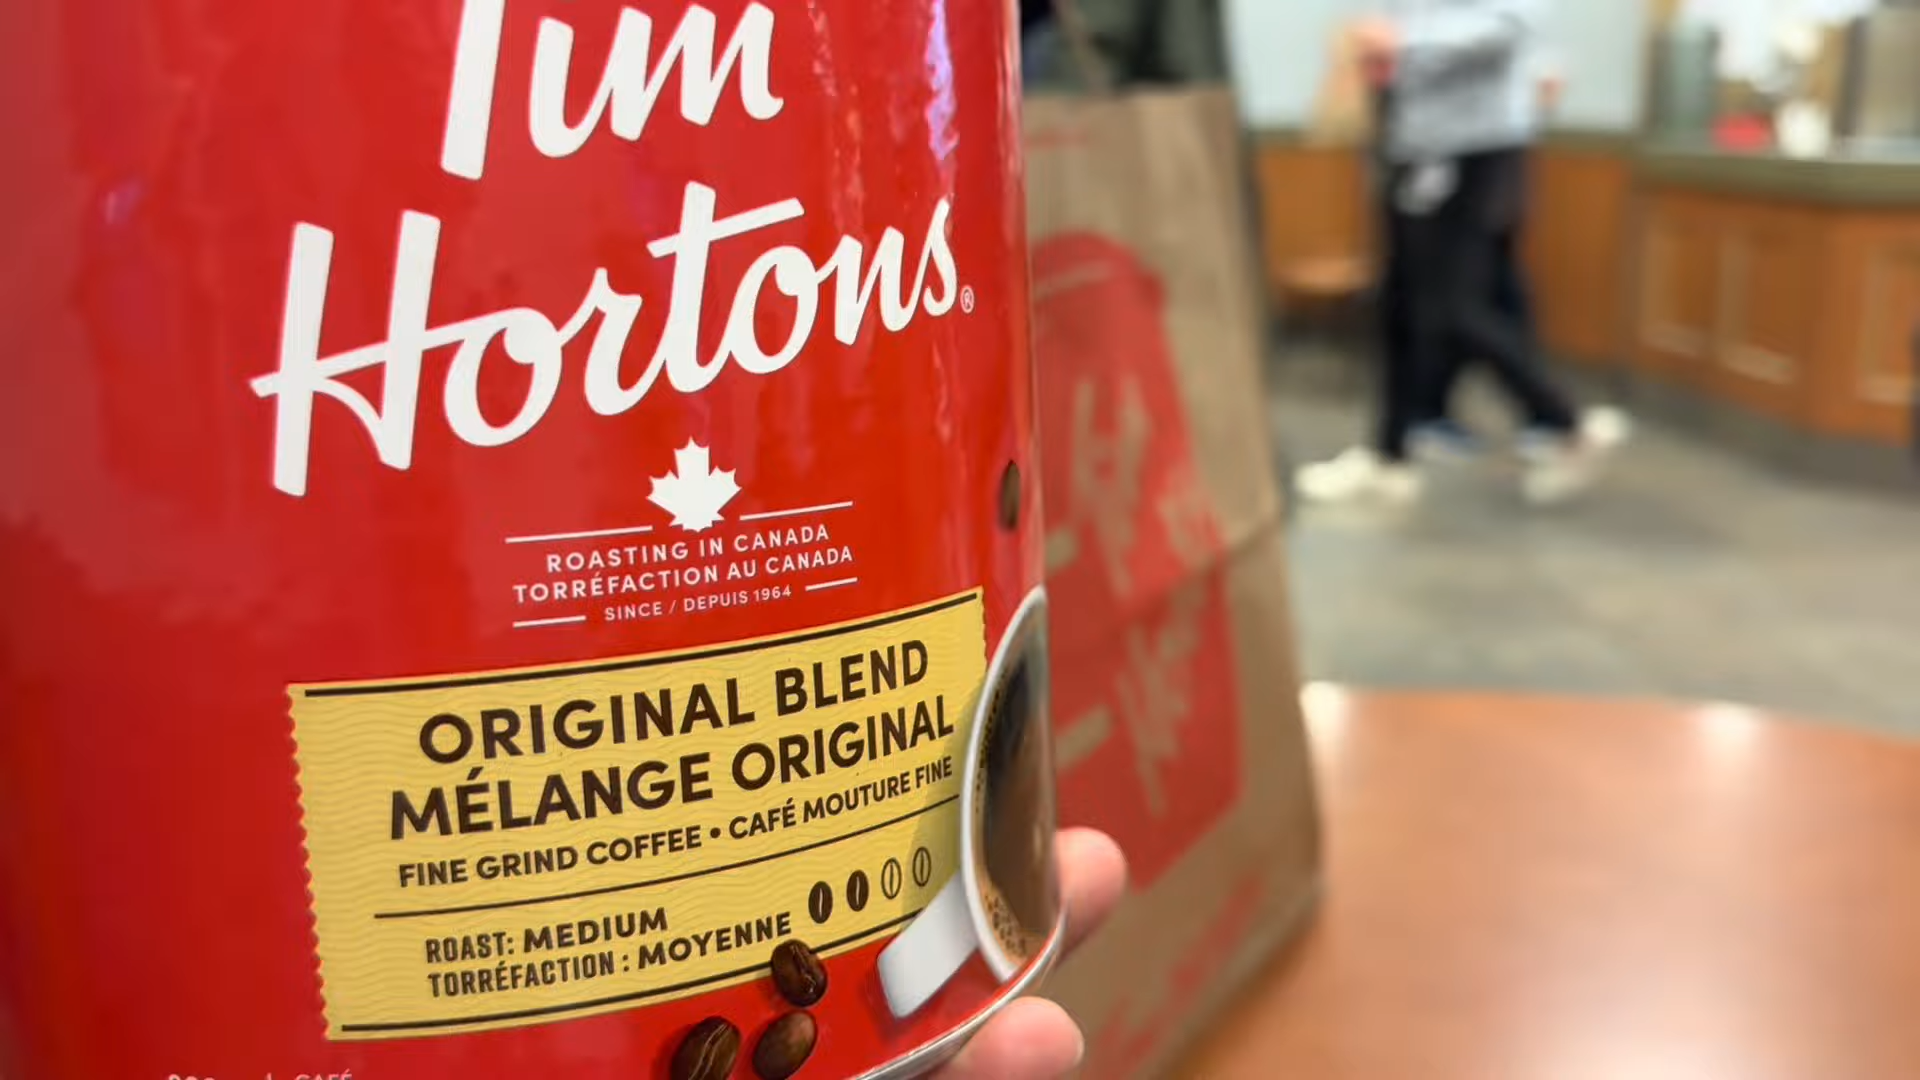 Tim
Hortons®
ROASTING IN CANADA
TORRÉFACTION AU CANADA
SINCE / DEPUIS 1964
ORIGINAL BLEND
MÉLANGE ORIGINAL
FINE GRIND COFFEE • CAFÉ MOUTURE FINE
ROAST: MEDIUM
TORRÉFACTION : MOYENNE
CAFÉ